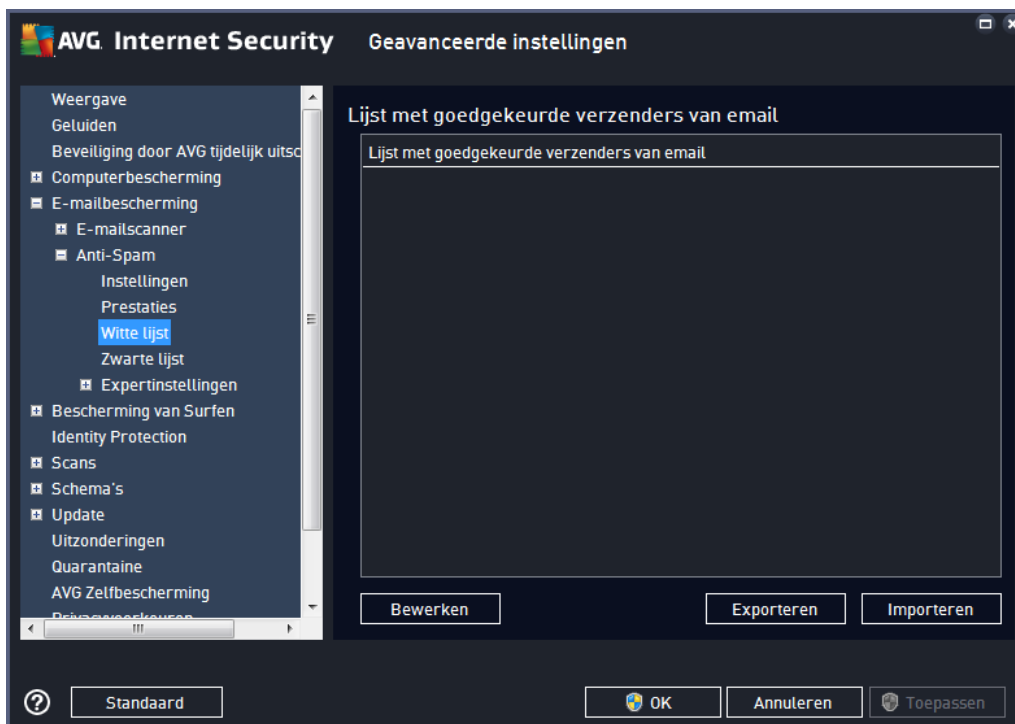 AVG. Internet Security
Geavanceerde instellingen
Weergave
Geluiden
Beveiliging door AVG tijdelijk uitsc
Computerbescherming
E-mailbescherming
E-mailscanner
Anti-Spam
Instellingen
Prestaties
Witte lijst
Zwarte lijst
Expertinstellingen
Bescherming van Surfen
Identity Protection
Scans
Schema's
Update
Uitzonderingen
Quarantaine
AVG Zelfbescherming
Privacyvoorkeuren
Lijst met goedgekeurde verzenders van email
Lijst met goedgekeurde verzenders van email
Bewerken
Exporteren
Importeren
Standaard
OK
Annuleren
Toepassen